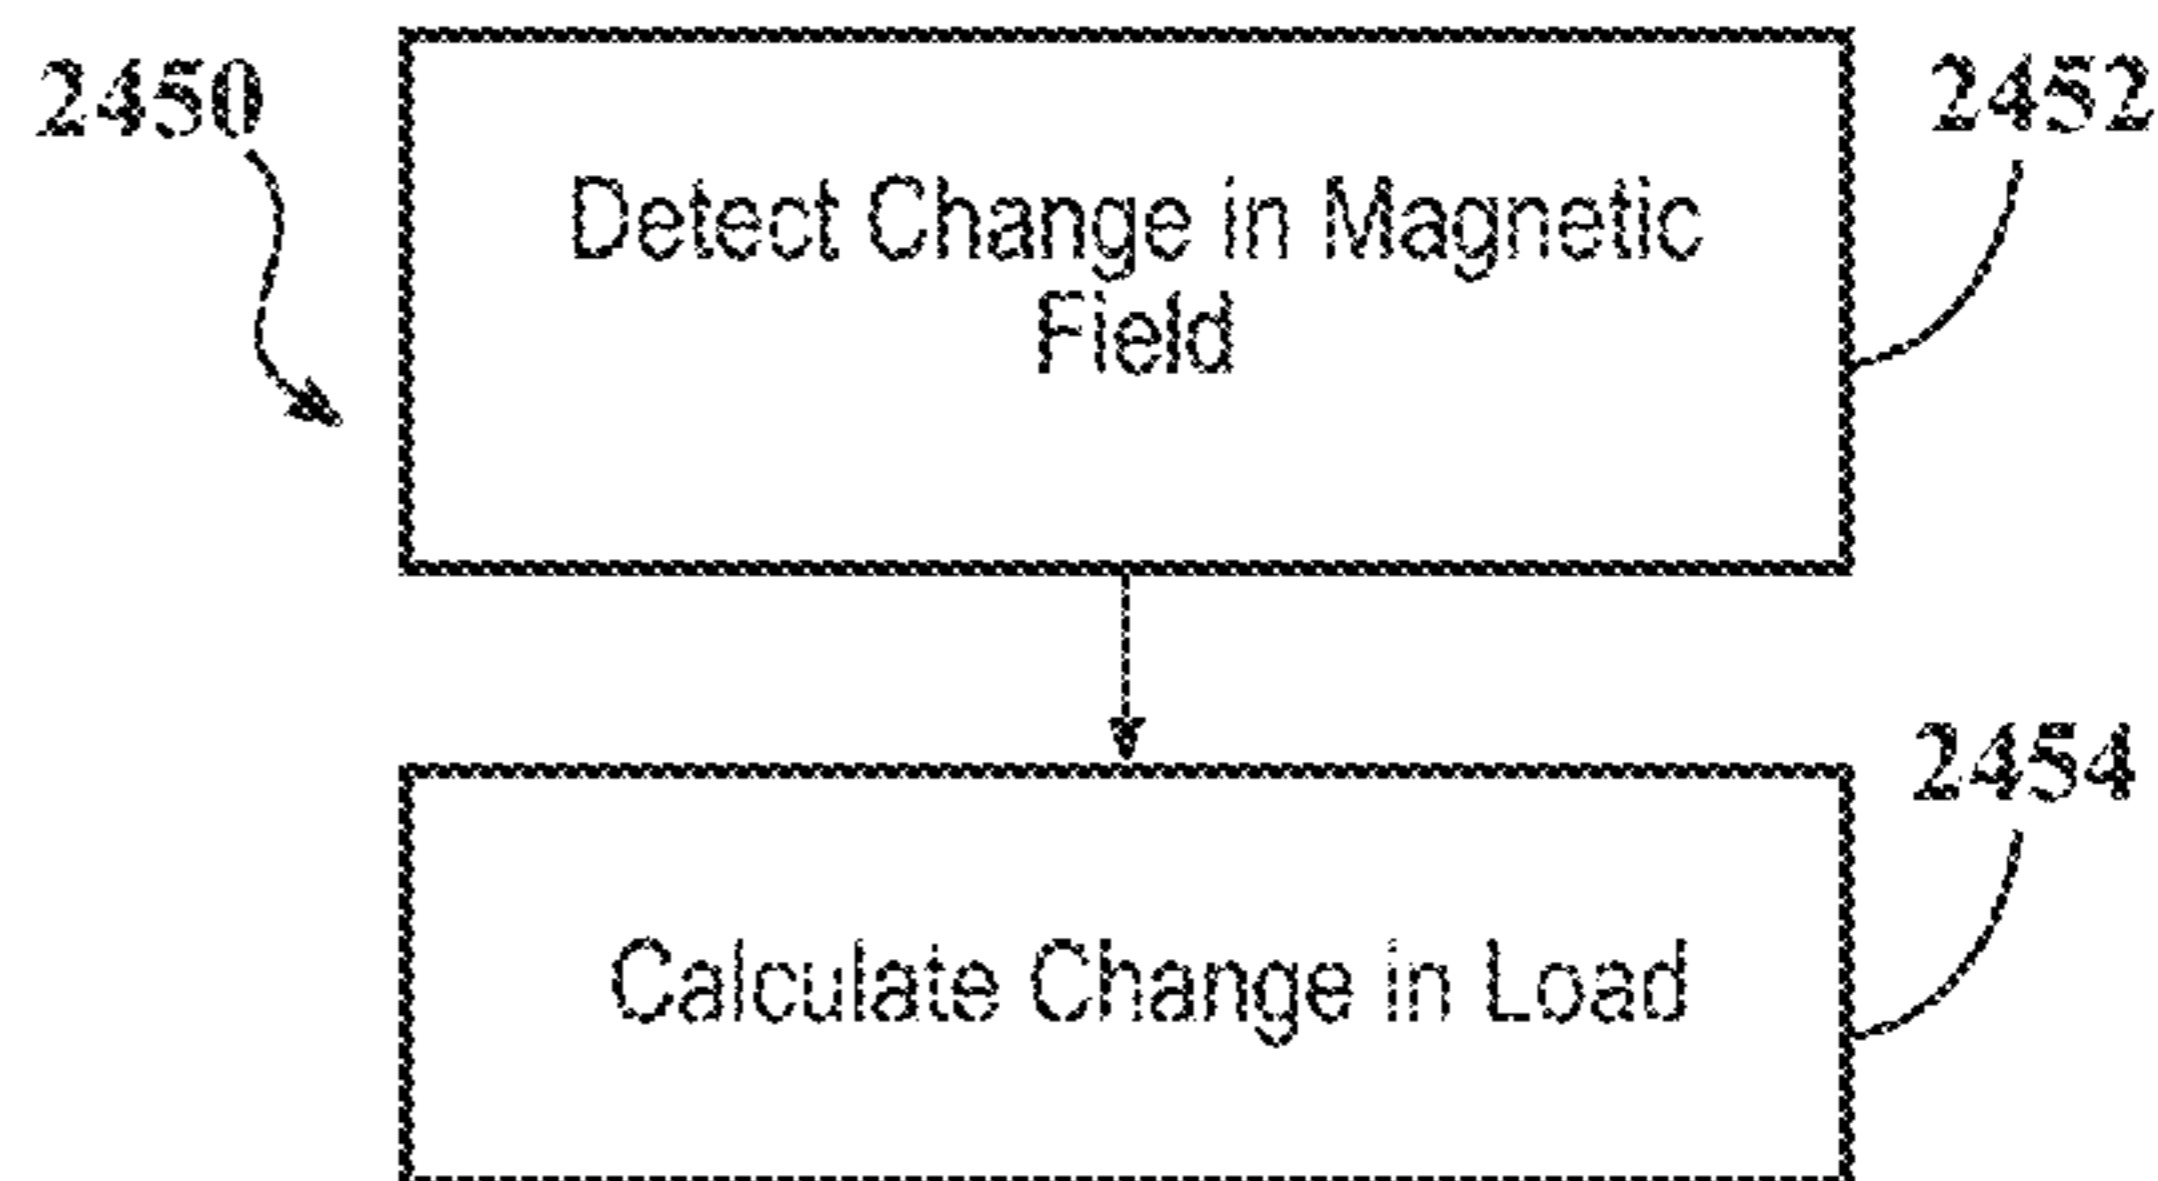 2450
2452
Detect Change in Magnetic
Field
2454
Calculate Change in Load